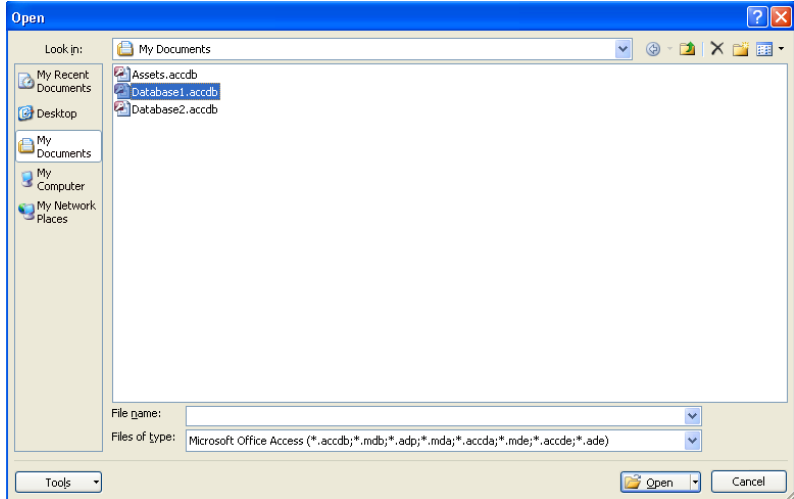 Open
Look in:
My Documents
My Recent
Documents
Desktop
My
Documents
My
Computer
My Network
Places
Assets.accdb
Database1.accdb
Database2.accdb
File name:
Files of type:
Microsoft Office Access (*.accdb;*.mdb;*.adp;*.mda;*.accda;*.mde;*.accde;*.ade)
Tools
Open
Cancel